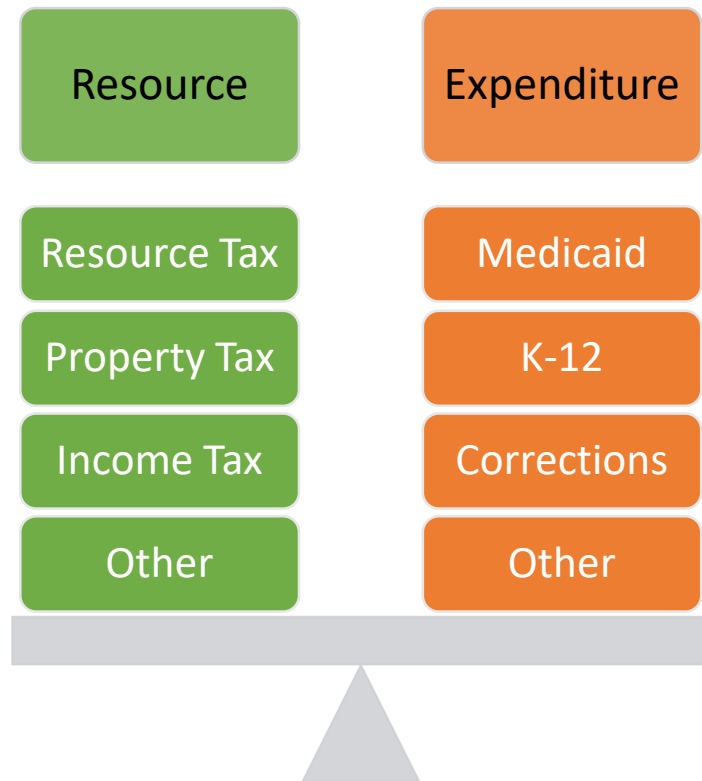 Resource
Expenditure
Resource Tax
Medicaid
Property Tax
K-12
Income Tax
Corrections
Other
Other